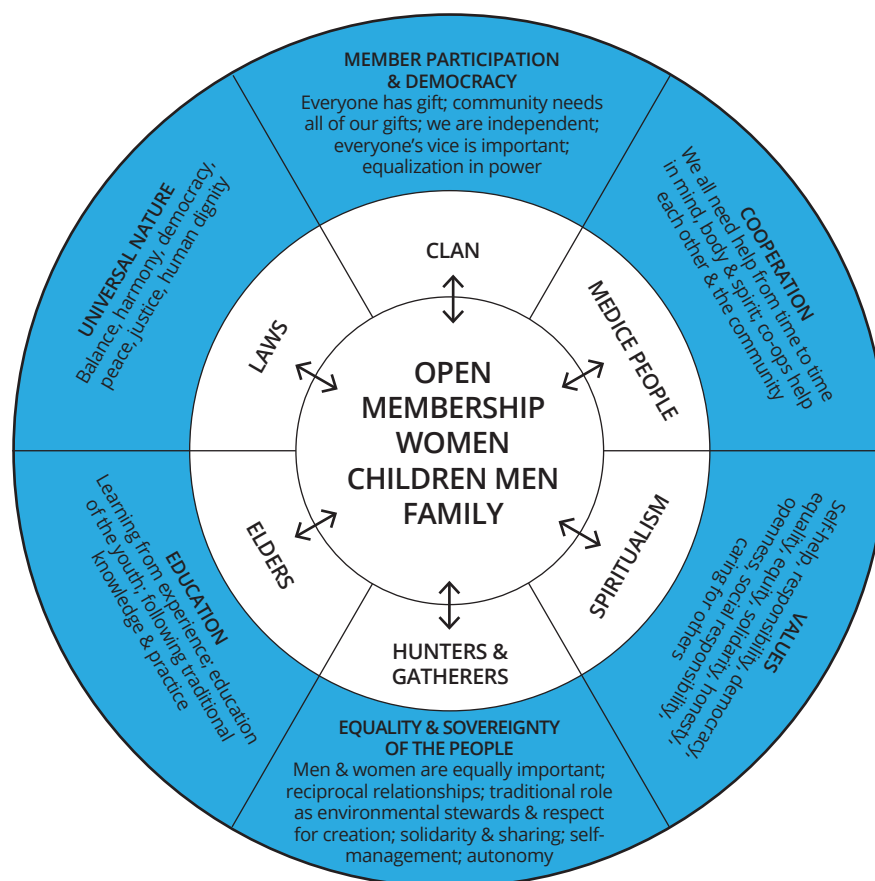 MEMBER PARTICIPATION
& DEMOCRACY
Everyone has gift; community needs
all of our gifts; we are independent;
everyone's vice is important;
equalization in power
COOPERATION
We all need help from time to time
in mind, body & spirit; co-ops help
each other & the community
VALUES
Self-help, responsibility, democracy,
equality, equity, solidarity, honesty,
openness, social responsibility,
caring for others
EQUALITY & SOVEREIGNTY
OF THE PEOPLE
Men & women are equally important;
reciprocal relationships; traditional role
as environmental stewards & respect
for creation; solidarity & sharing; self-
management; autonomy
EDUCATION
Learning from experience; education
of the youth; following traditional
knowledge & practice
UNIVERSAL NATURE
Balance, harmony, democracy,
peace, justice, human dignity
CLAN
MEDICE PEOPLE
SPIRITUALISM
HUNTERS &
GATHERERS
ELDERS
LAWS
OPEN
MEMBERSHIP
WOMEN
CHILDREN MEN
FAMILY